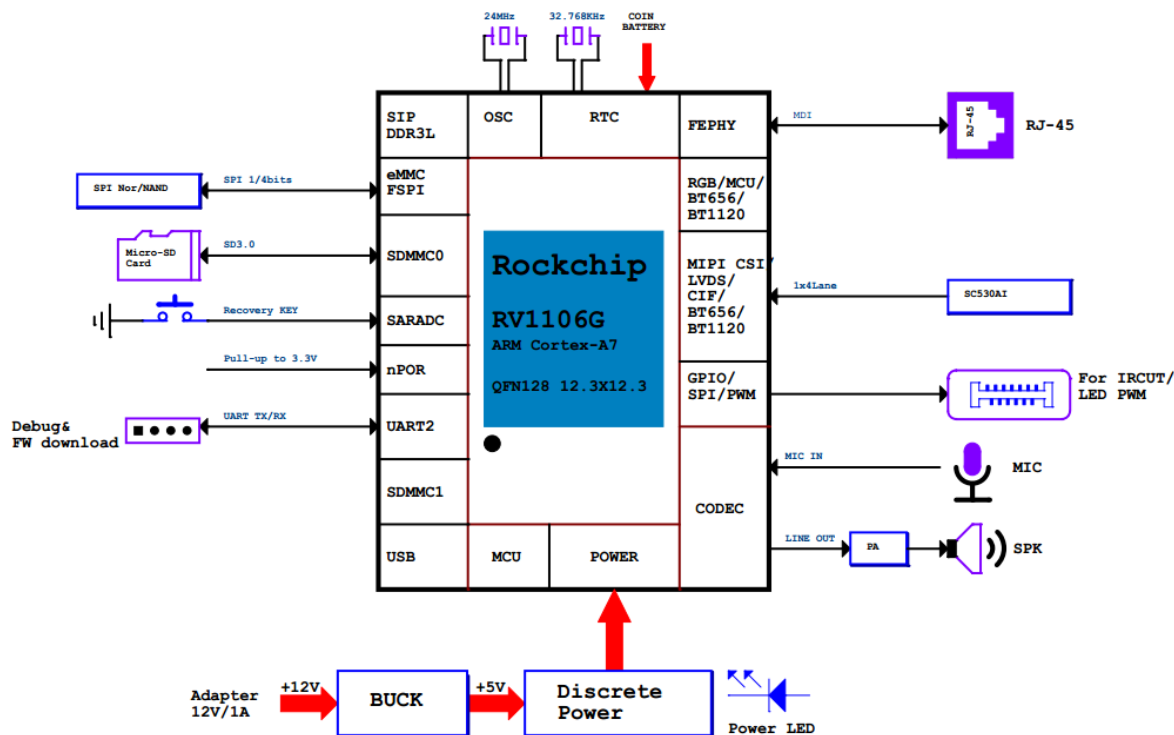 24MHz
32.768KHz
COIN
BATTERY
SIP
DDR3L
OSC
RTC
FEPHY
MDI
RJ-45
RJ-45
SPI Nor/NAND
SPI 1/4bits
eMMC
FSPI
RGB/MCU/
BT656/
BT1120
Micro-SD
Card
SD3.0
SDMMC0
MIPI CSI/
LVDS/
CIF/
BT656/
BT1120
1x4Lane
SC530AI
Rockchip
RV1106G
ARM Cortex-A7
QFN128 12.3X12.3
Recovery KEY
SARADC
Pull-up to 3.3V
nPOR
GPIO/
SPI/PWM
For IRCUT/
LED PWM
Debug&
FW download
UART TX/RX
UART2
MIC IN
MIC
SDMMC1
CODEC
USB
MCU
POWER
LINE OUT
PA
SPK
Adapter
12V/1A
+12V
BUCK
+5V
Discrete
Power
Power LED